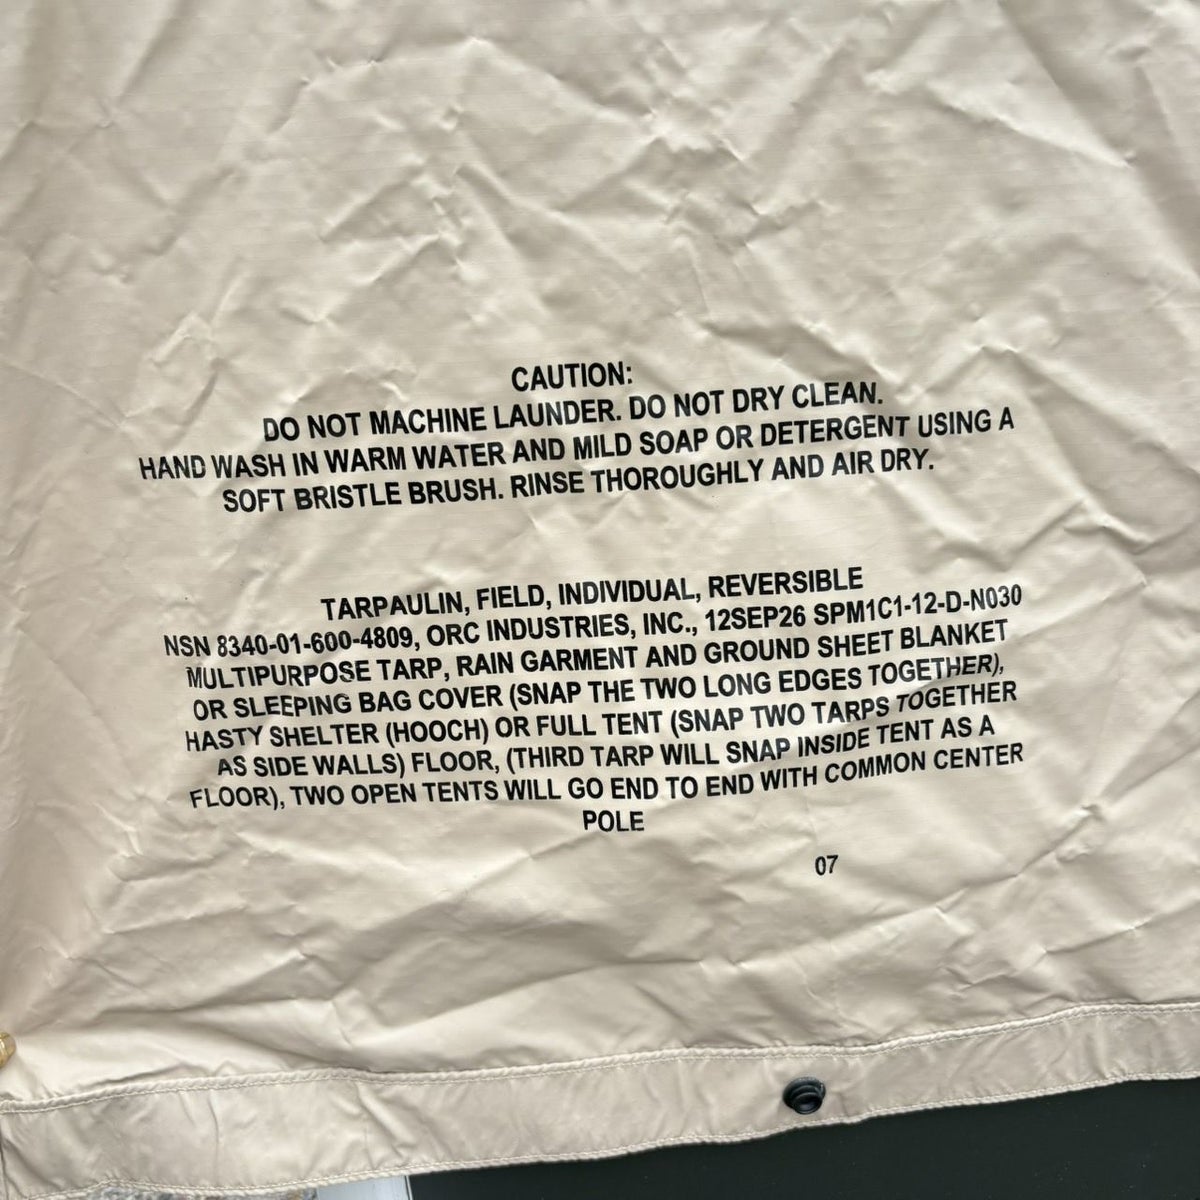 CAUTION:
DO NOT MACHINE LAUNDER. DO NOT DRY CLEAN.
HAND WASH IN WARM WATER AND MILD SOAP OR DETERGENT USING A
SOFT BRISTLE BRUSH. RINSE THOROUGHLY AND AIR DRY.
TARPAULIN, FIELD, INDIVIDUAL, REVERSIBLE
NSN 8340-01-600-4809, ORC INDUSTRIES, INC., 12SEP26 SPM1C1-12-D-N030
MULTIPURPOSE TARP, RAIN GARMENT AND GROUND SHEET BLANKET
OR SLEEPING BAG COVER (SNAP THE TWO LONG EDGES TOGETHER),
HASTY SHELTER (HOOCH) OR FULL TENT (SNAP TWO TARPS TOGETHER
AS SIDE WALLS) FLOOR, (THIRD TARP WILL SNAP INSIDE TENT AS A
FLOOR), TWO OPEN TENTS WILL GO END TO END WITH COMMON CENTER
POLE
07